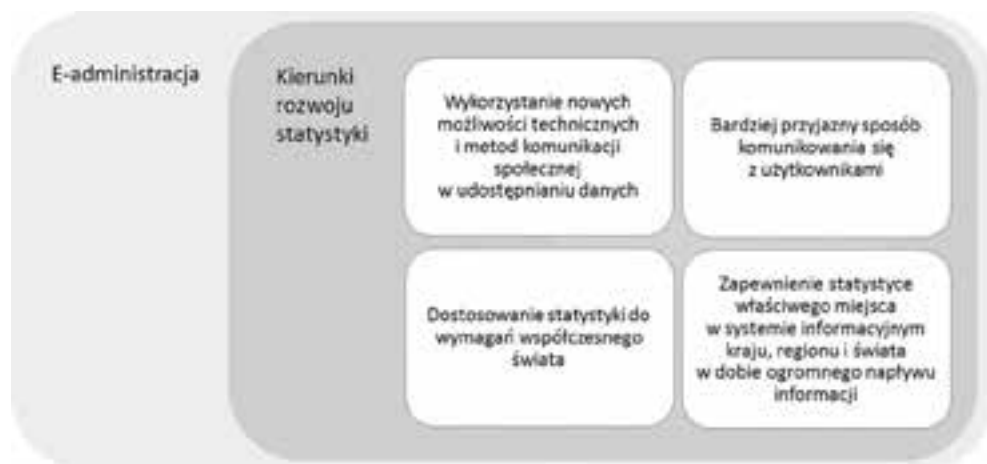 E-administracja
Kierunki
rozwoju
statystyki
Wykorzystanie nowych
możliwości technicznych
i metod komunikacji
społecznej
w udostępnianiu danych
Bardziej przyjazny sposób
komunikowania się
z użytkownikami
Dostosowanie statystyki do
wymagań współczesnego
świata
Zapewnienie statystyce
właściwego miejsca
w systemie informacyjnym
kraju, regionu i świata
w dobie ogromnego napływu
informacji